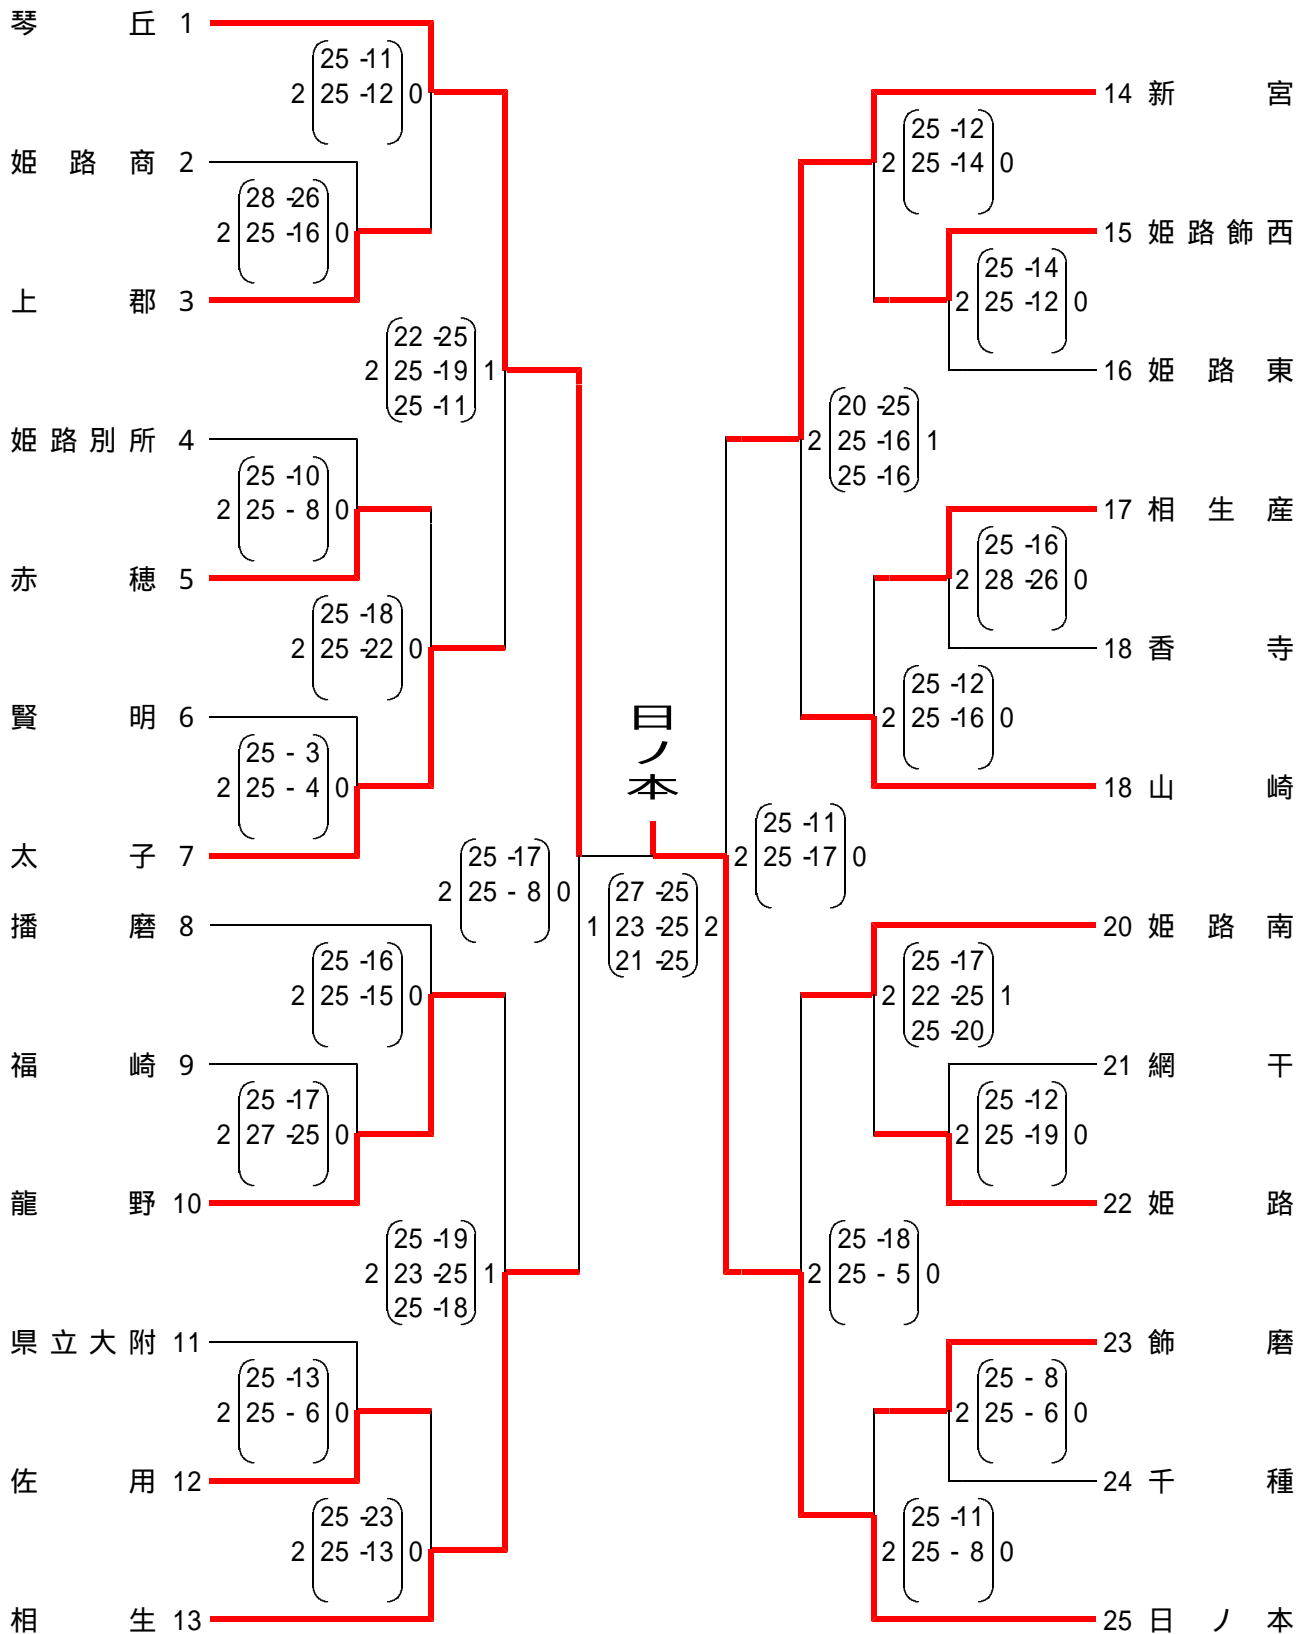 琴丘 1
25 -11
2 25 -12 0
姫路商 2
28 -26
2 25 -16 0
上郡 3
22 -25
2 25 -19 1
25 -11
姫路別所 4
25 -10
2 25 - 8 0
赤穂 5
25 -18
2 25 -22 0
賢明 6
25 - 3
2 25 - 4 0
太子 7
25 -17
2 25 - 8 0
播磨 8
25 -16
2 25 -15 0
福崎 9
25 -17
2 27 -25 0
龍野 10
25 -19
2 23 -25 1
25 -18
県立大附 11
25 -13
2 25 - 6 0
佐用 12
25 -23
2 25 -13 0
相生 13
日ノ本
27 -25
1 23 -25 2
21 -25
14 新宮
25 -12
2 25 -14 0
15 姫路飾西
25 -14
2 25 -12 0
16 姫路東
20 -25
2 25 -16 1
25 -16
17 相生産
25 -16
2 28 -26 0
18 香寺
25 -12
2 25 -16 0
18 山崎
25 -11
2 25 -17 0
20 姫路南
25 -17
2 22 -25 1
25 -20
21 網干
25 -12
2 25 -19 0
22 姫路
25 -18
2 25 - 5 0
23 飾磨
25 - 8
2 25 - 6 0
24 千種
25 -11
2 25 - 8 0
25 日ノ本